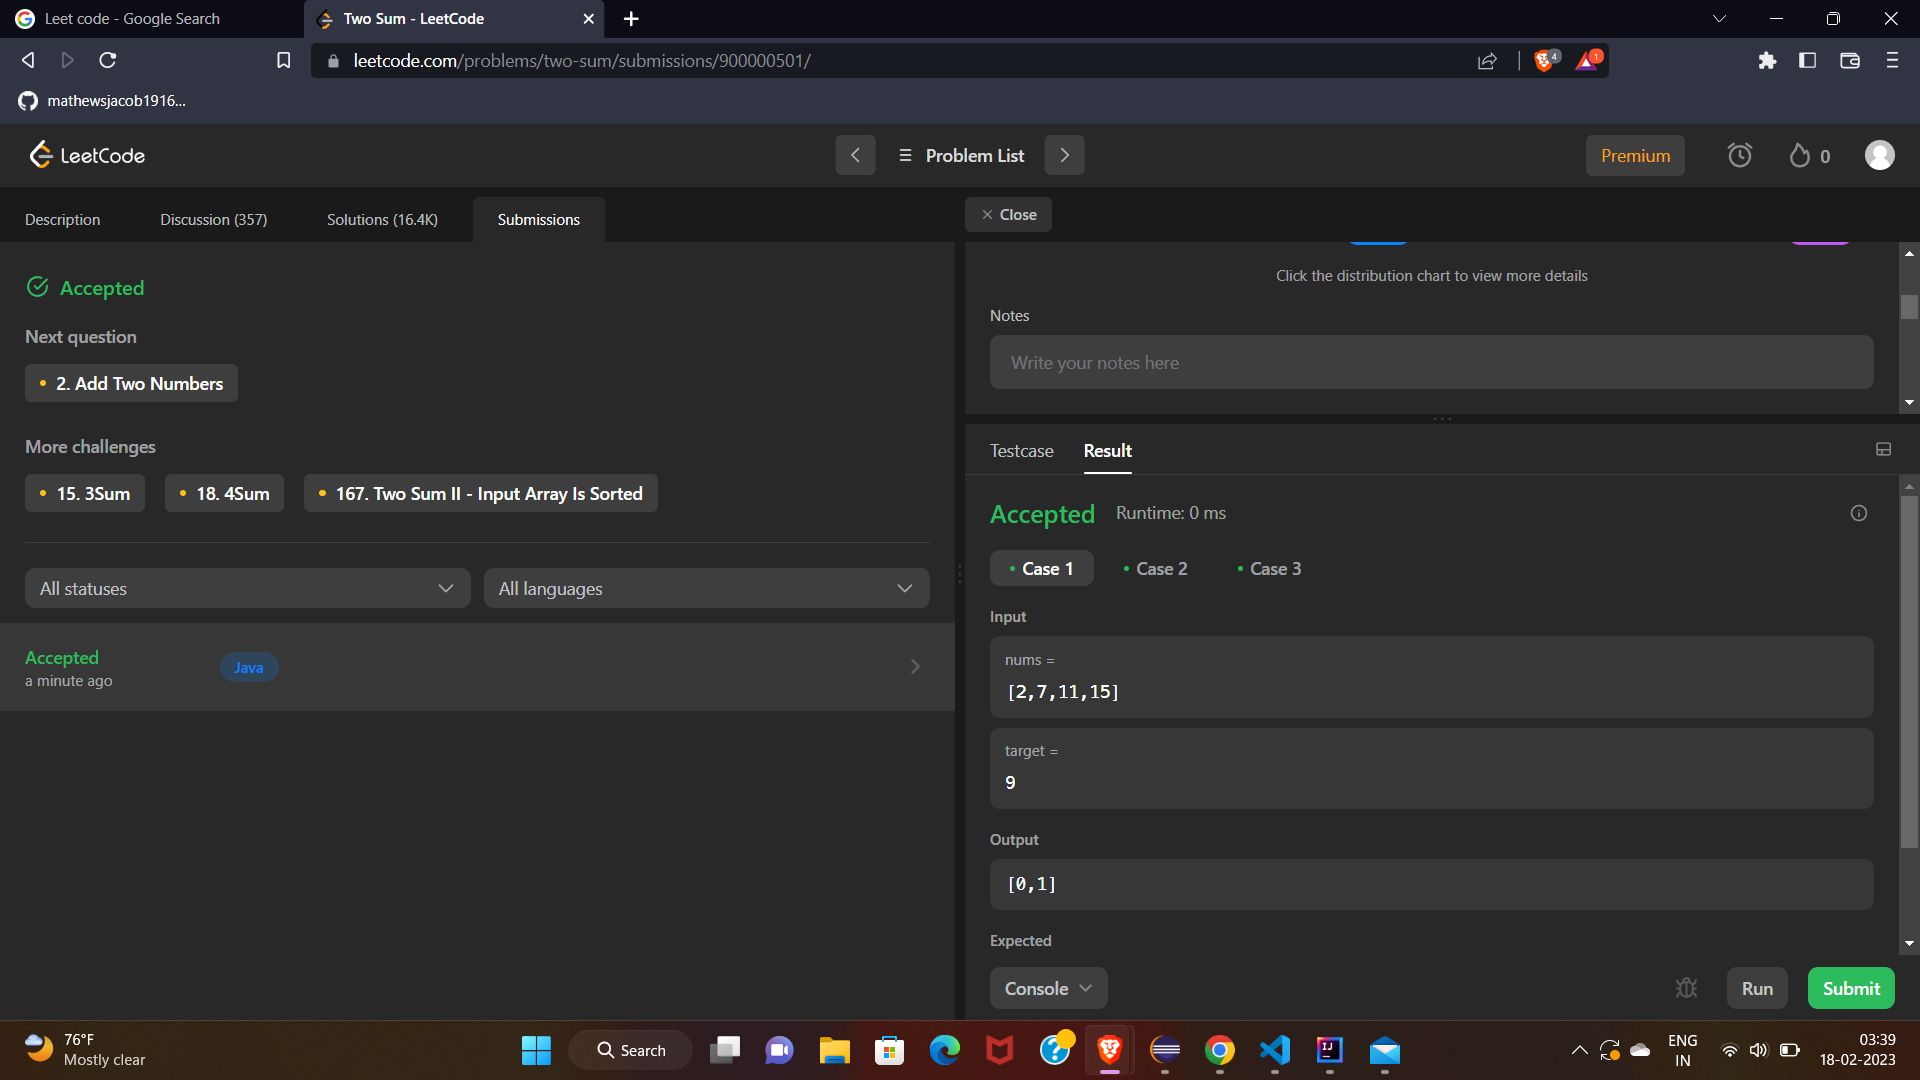 Leet code - Google Search
Two Sum - LeetCode
leetcode.com/problems/two-sum/submissions/900000501/
4
1
mathewsjacob1916...
LeetCode
Problem List
Premium
0
Description
Discussion (357)
Solutions (16.4K)
Submissions
Close
Accepted
Next question
2. Add Two Numbers
More challenges
15. 3Sum
18. 4Sum
167. Two Sum II - Input Array Is Sorted
All statuses
All languages
Accepted
a minute ago
Java
Click the distribution chart to view more details
Notes
Write your notes here
Testcase
Result
Accepted
Runtime: 0 ms
Case 1
Case 2
Case 3
Input
nums =
[2,7,11,15]
target =
9
Output
[0,1]
Expected
Console
Run
Submit
76°F
Mostly clear
Search
IJ
ENG
IN
03:39
18-02-2023